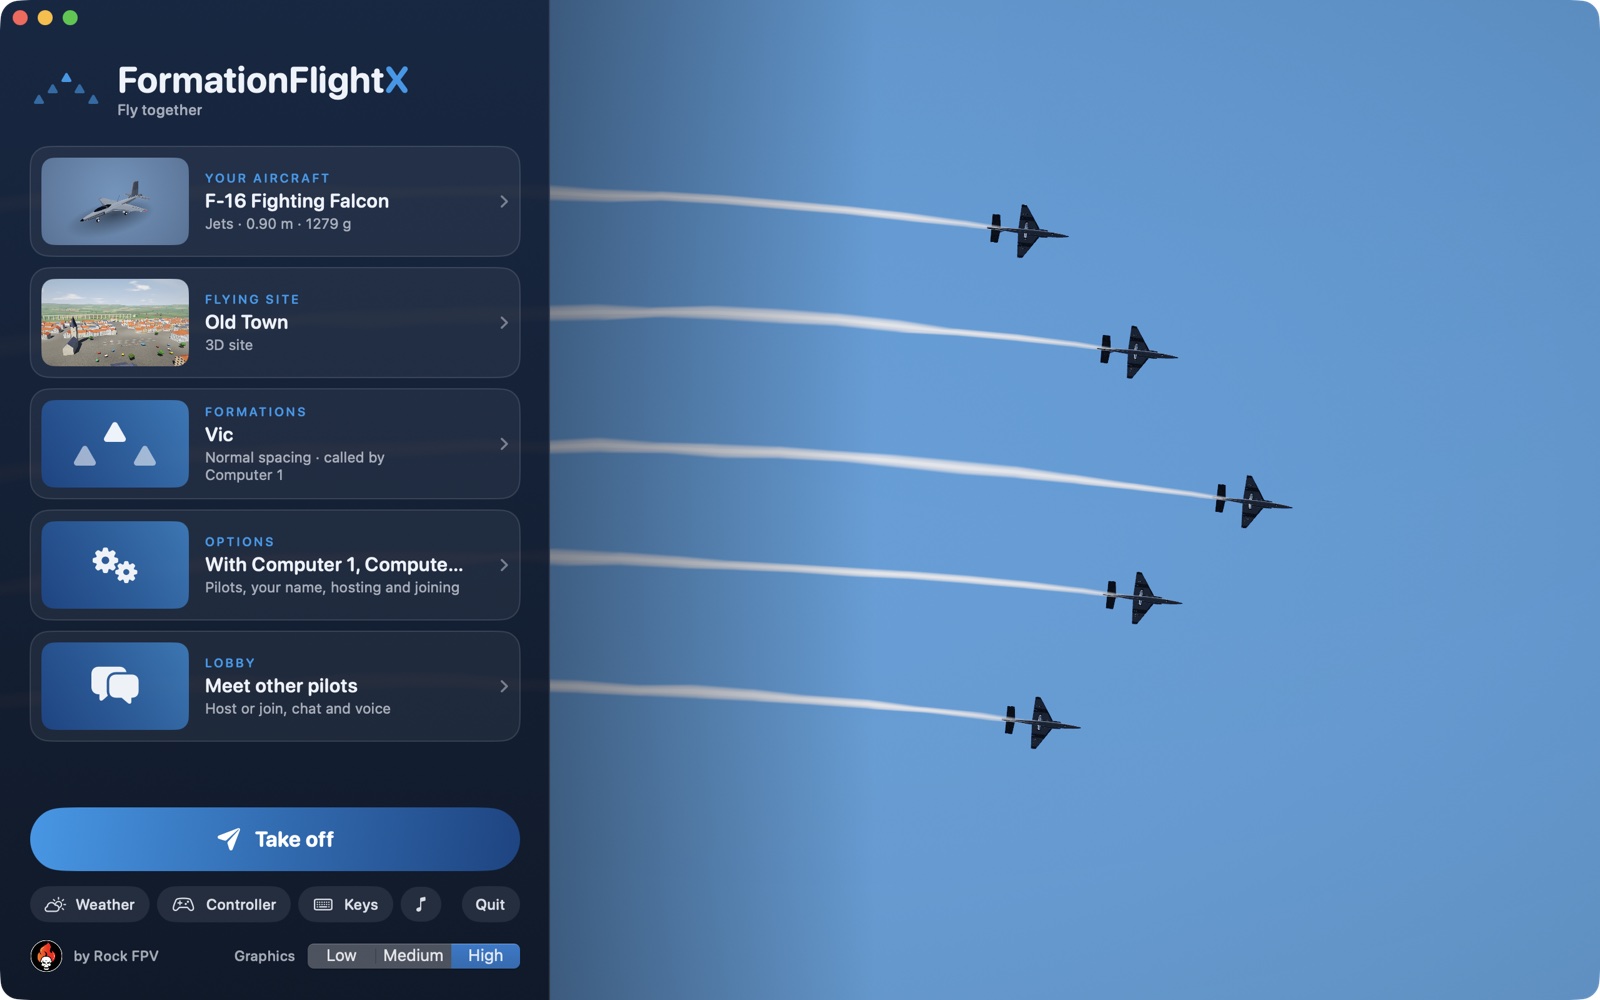 FormationFlightX
Fly together
YOUR AIRCRAFT
F-16 Fighting Falcon
Jets · 0.90 m · 1279 g
FLYING SITE
Old Town
3D site
FORMATIONS
Vic
Normal spacing · called by
Computer 1
OPTIONS
With Computer 1, Compute...
Pilots, your name, hosting and joining
LOBBY
Meet other pilots
Host or join, chat and voice
Take off
Weather
Controller
Keys
Quit
by Rock FPV
Graphics
Low
Medium
High